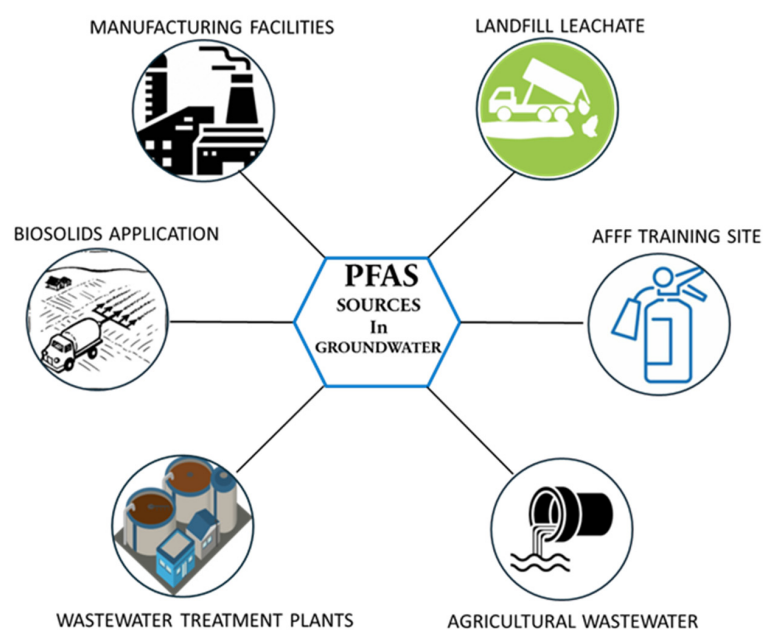 MANUFACTURING FACILITIES
LANDFILL LEACHATE
BIOSOLIDS APPLICATION
AFFF TRAINING SITE
PFAS
SOURCES
In
GROUNDWATER
WASTEWATER TREATMENT PLANTS
AGRICULTURAL WASTEWATER